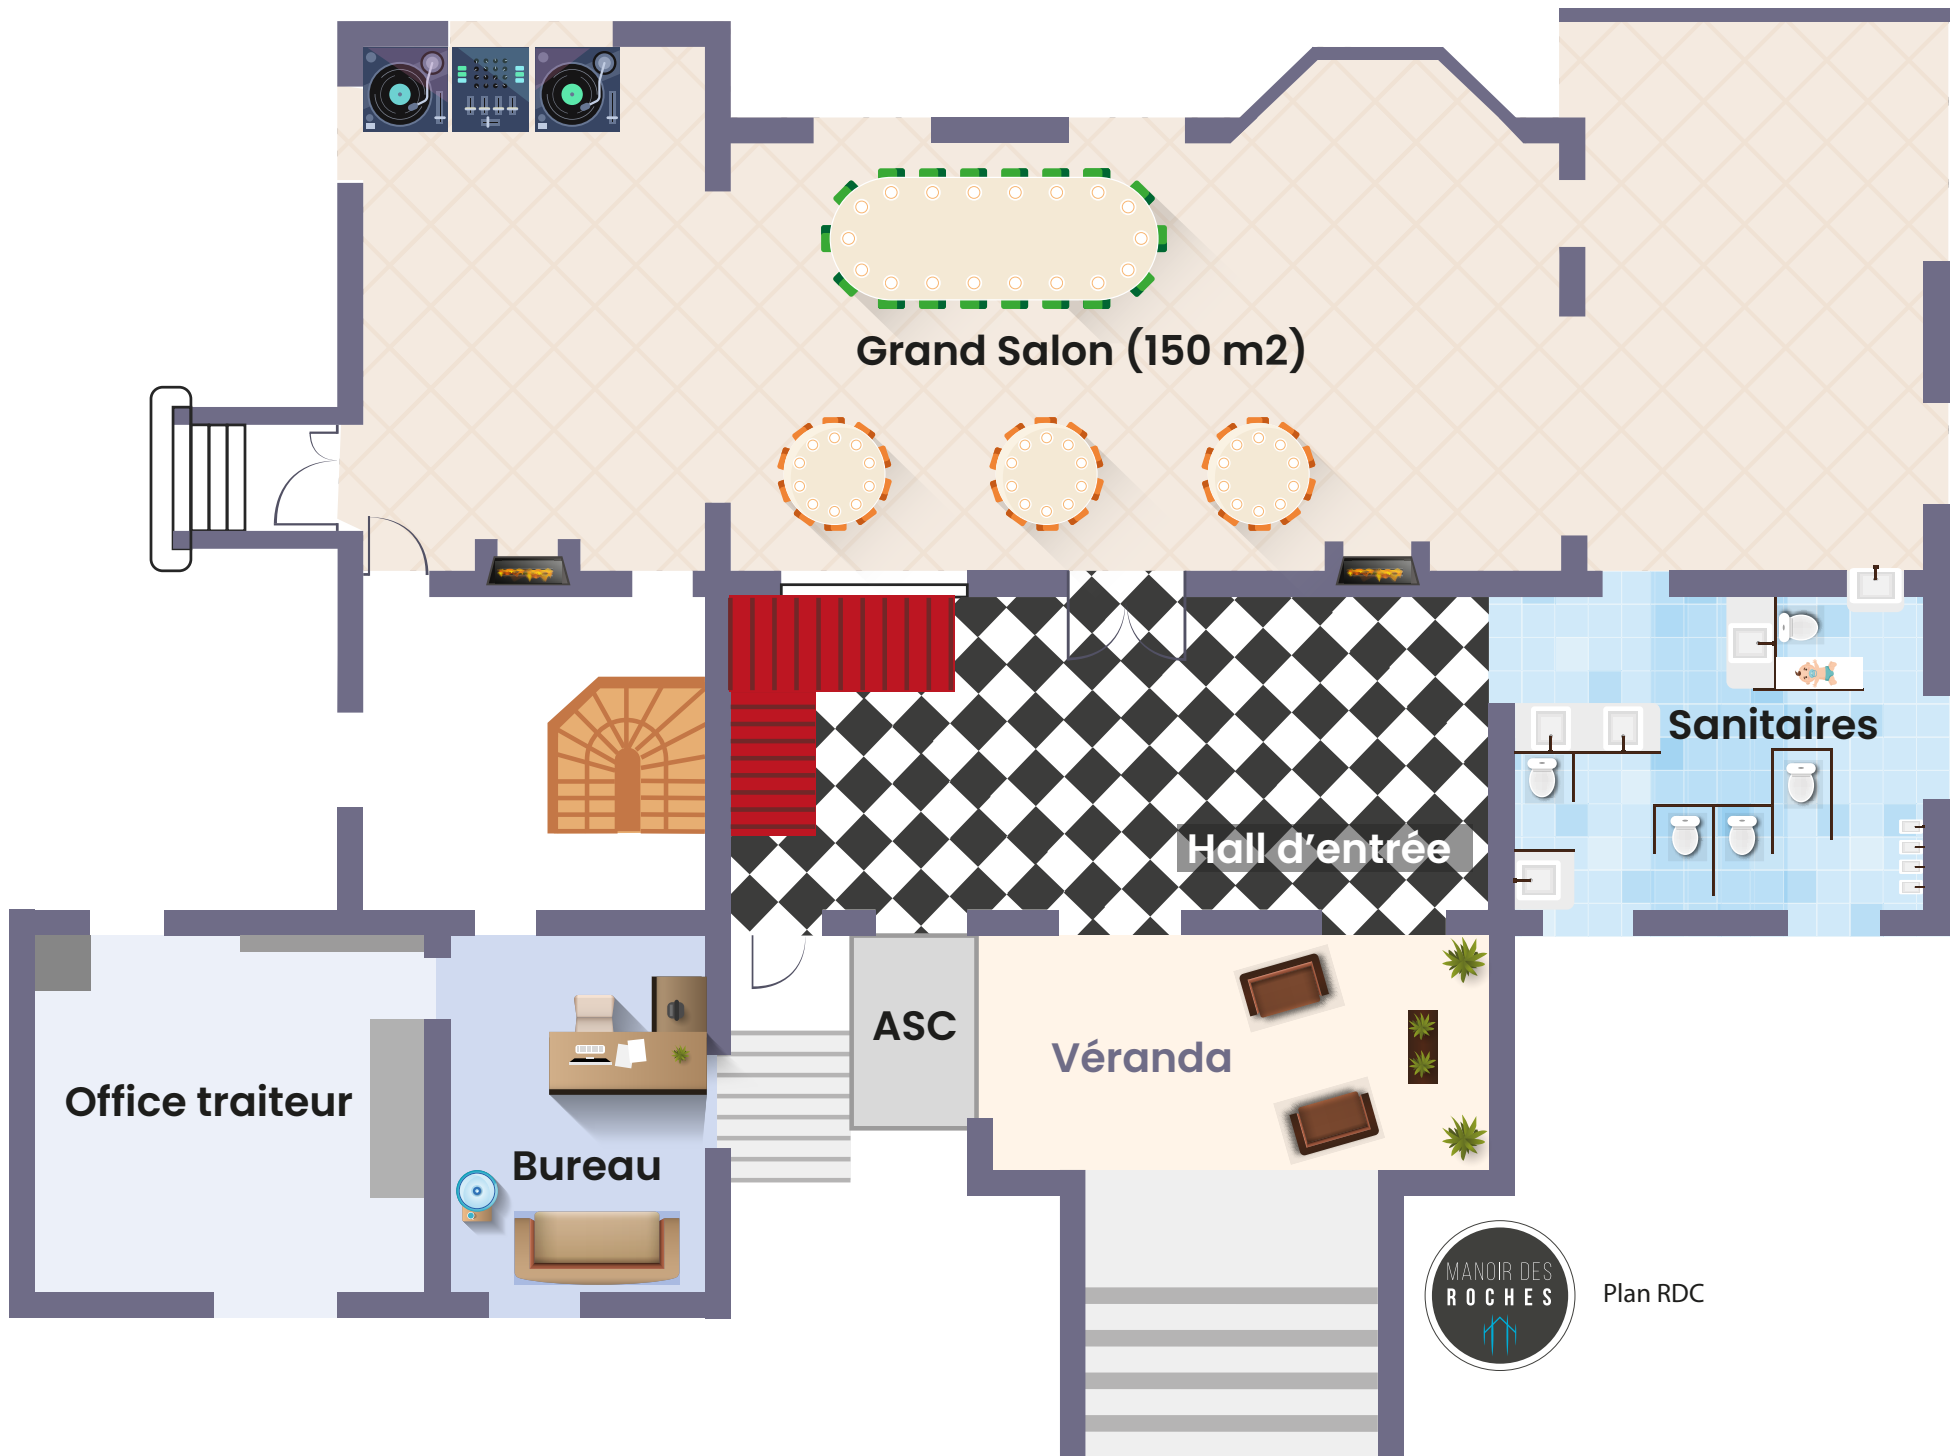 Grand Salon (150 m2)
Sanitaires
Hall d’entrée
ASC
Véranda
Office traiteur
Bureau
MANOIR DES
ROCHES
Plan RDC